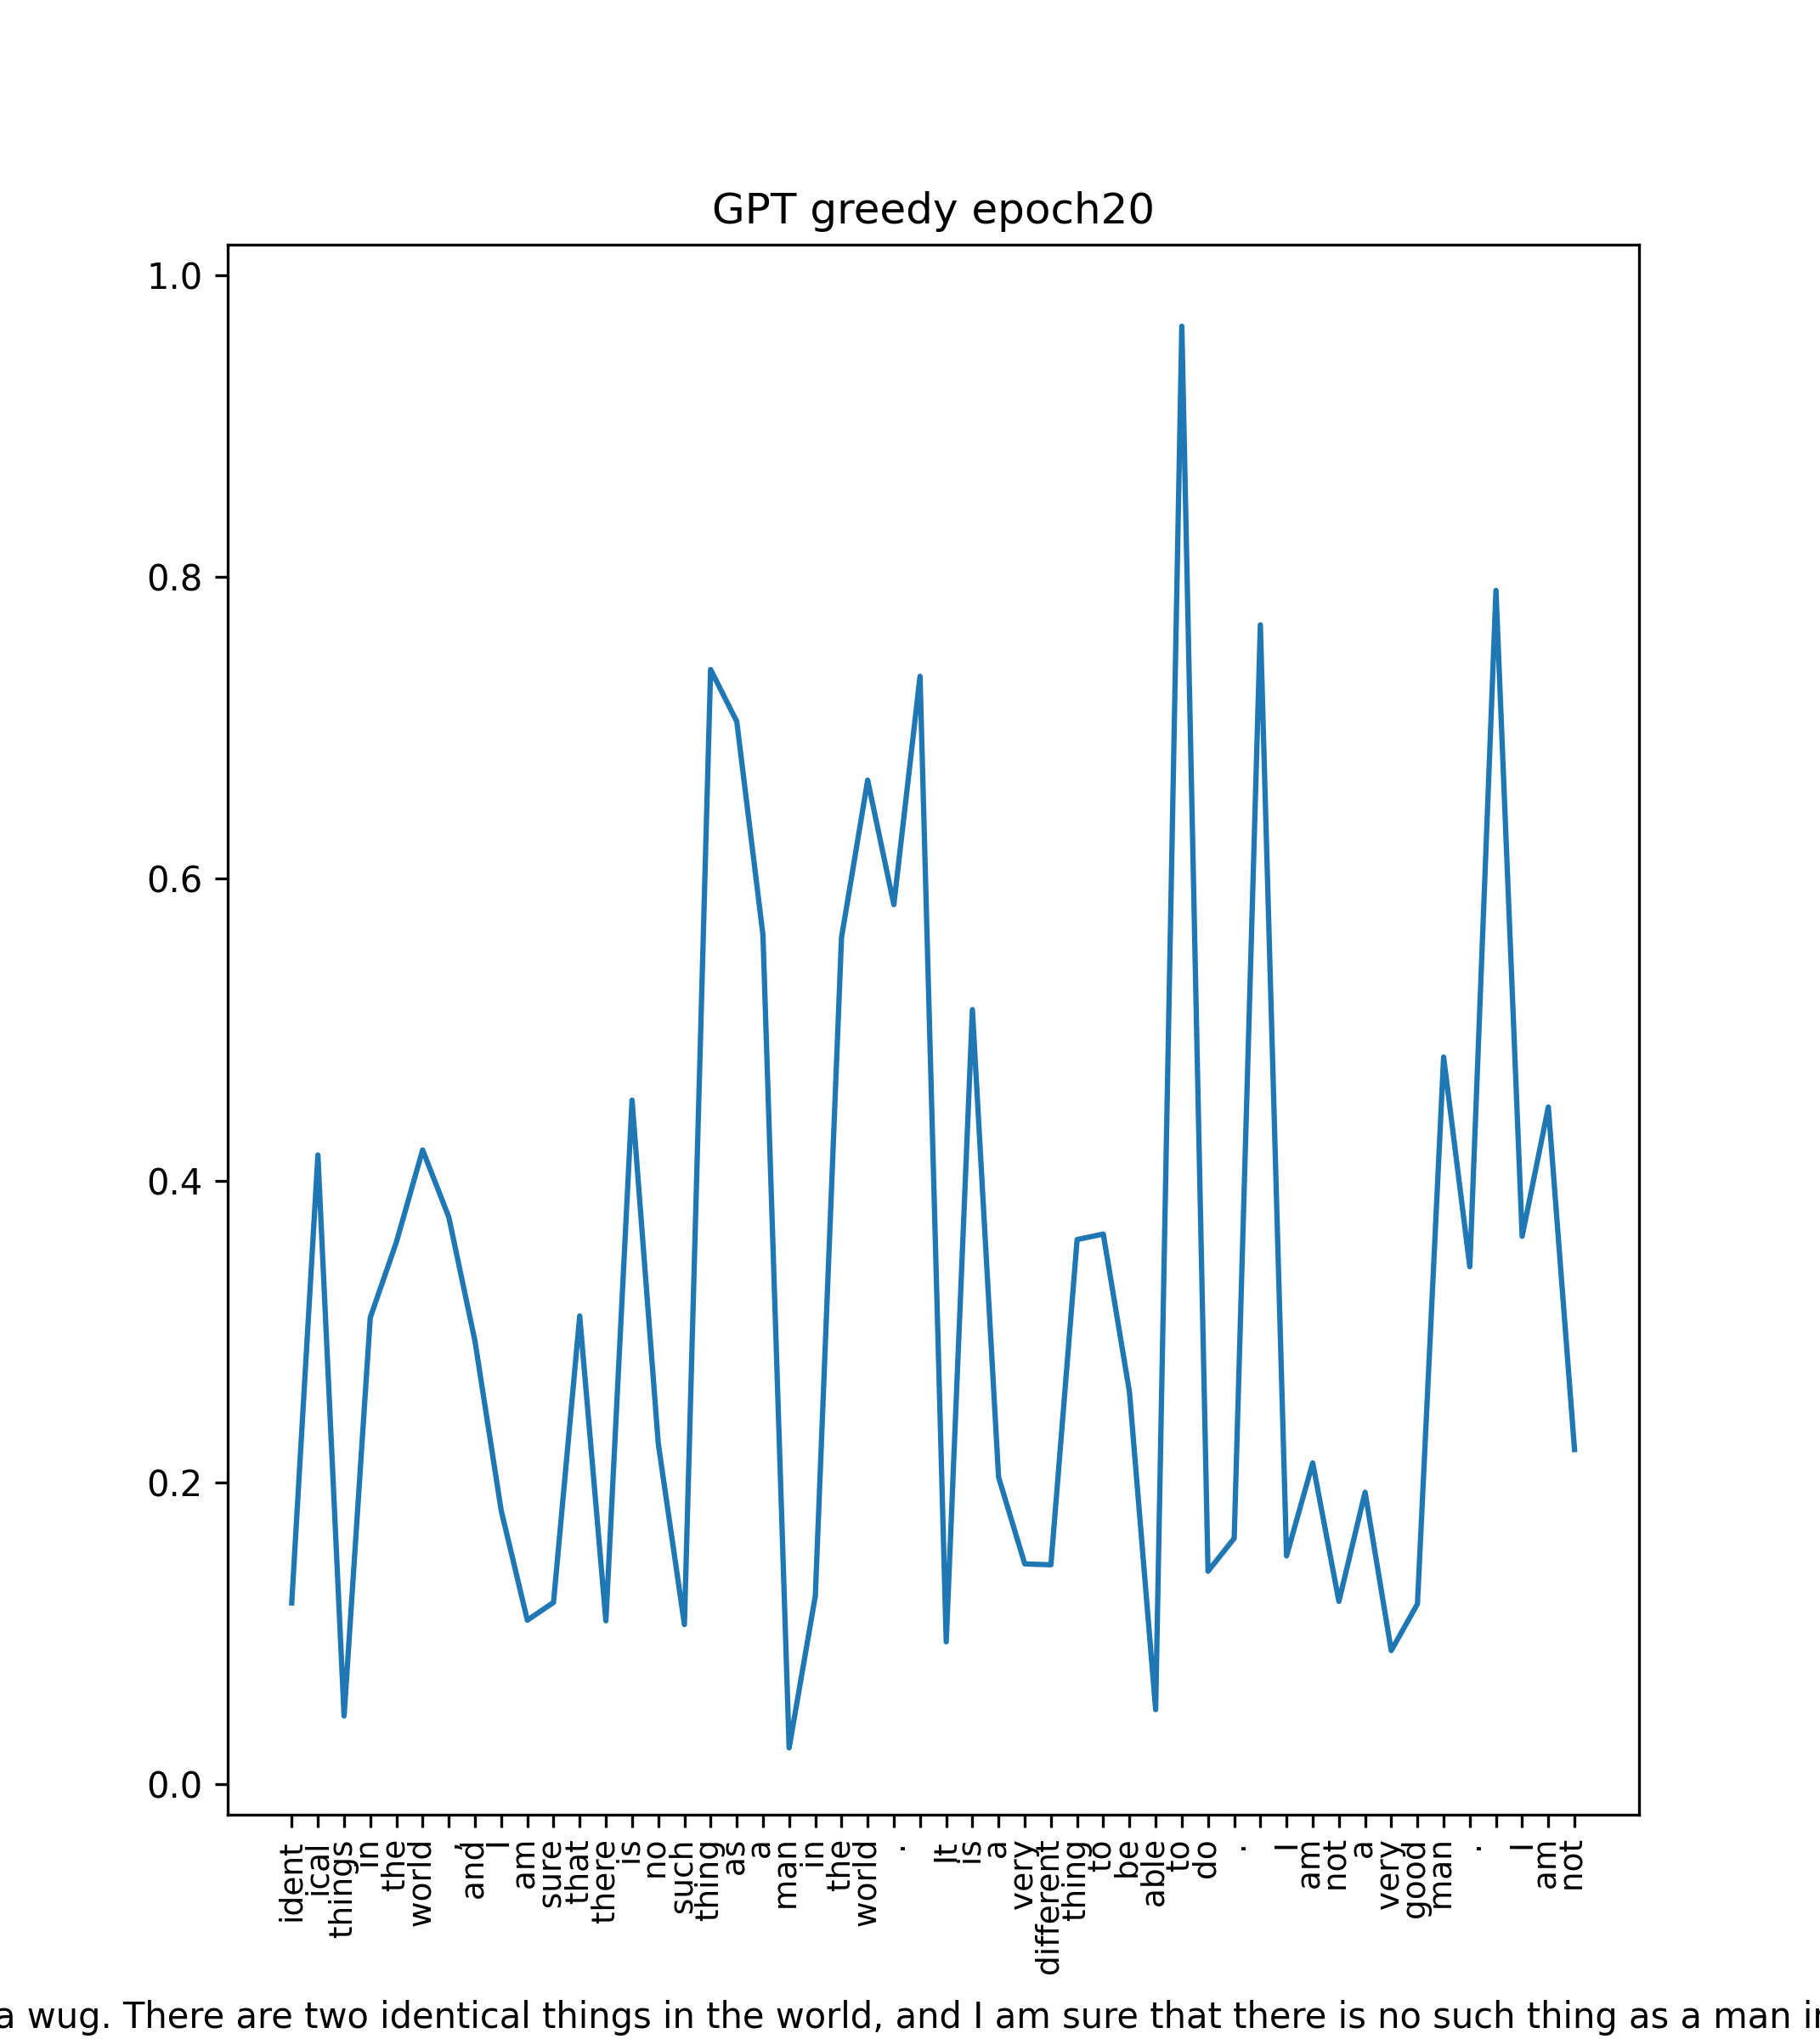 GPT greedy epoch20
1.0
0.8
0.6
0.4
0.2
0.0
ident
ical
things
in
the
world
,
and
I
am
sure
that
there
is
no
such
thing
as
a
man
in
the
world
.
It
is
a
very
different
thing
to
be
able
to
do
.
I
am
not
a
very
good
man
.
I
am
not
a wug. There are two identical things in the world, and I am sure that there is no such thing as a man in